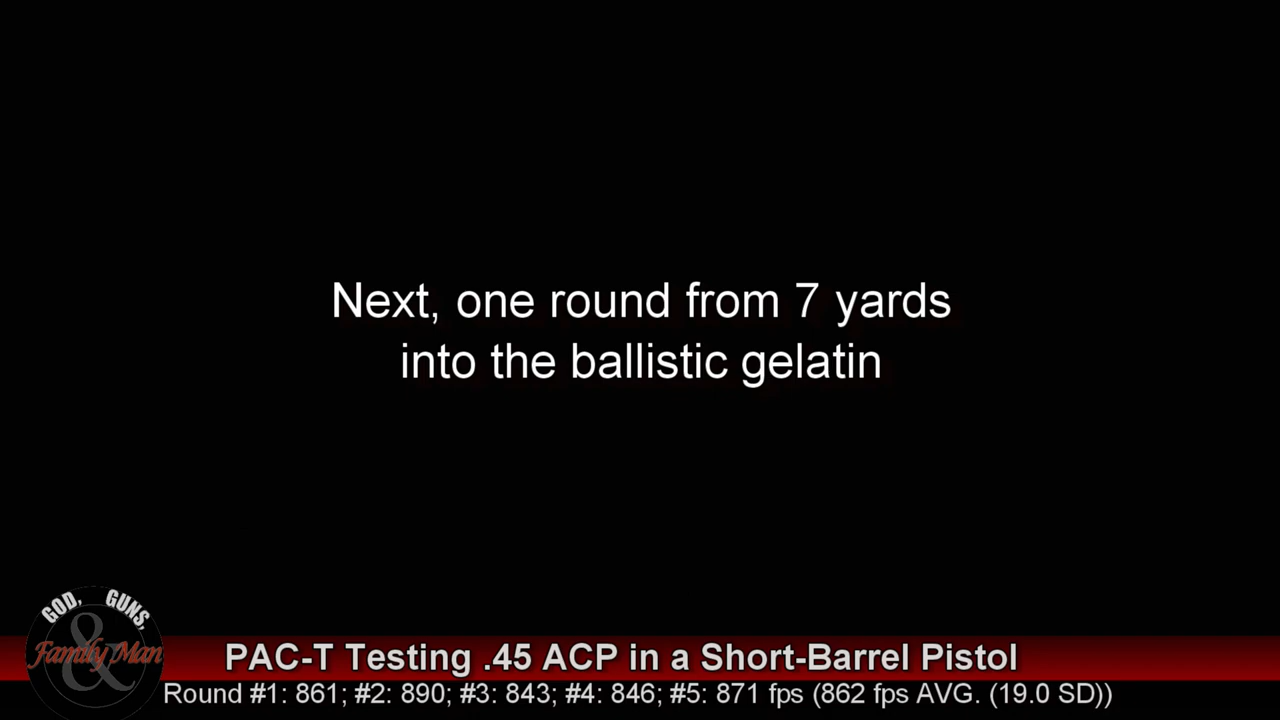 Next, one round from 7 yards
into the ballistic gelatin
GOD, GUNS,
&
Family Man
PAC-T Testing .45 ACP in a Short-Barrel Pistol
Round #1: 861; #2: 890; #3: 843; #4: 846; #5: 871 fps (862 fps AVG. (19.0 SD))